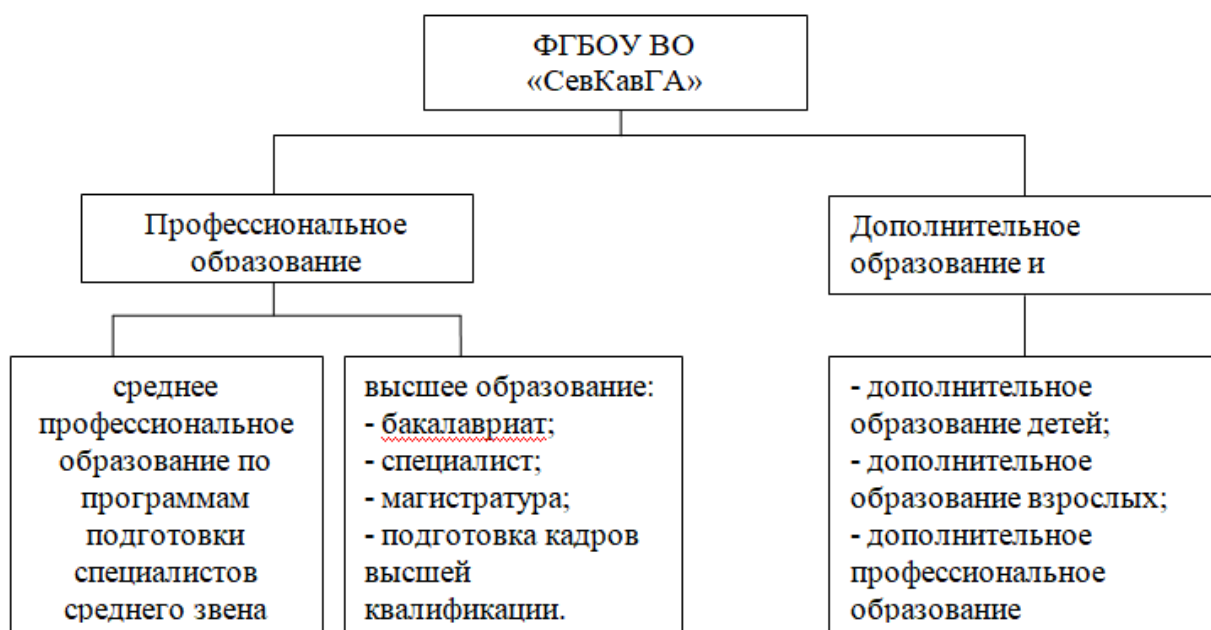 ФГБОУ ВО
«СевКавГА»
Профессиональное
образование
Дополнительное
образование и
среднее
профессиональное
образование по
программам
подготовки
специалистов
среднего звена
высшее образование:
- бакалавриат;
- специалист;
- магистратура;
- подготовка кадров
высшей
квалификации.
- дополнительное
образование детей;
- дополнительное
образование взрослых;
- дополнительное
профессиональное
образование